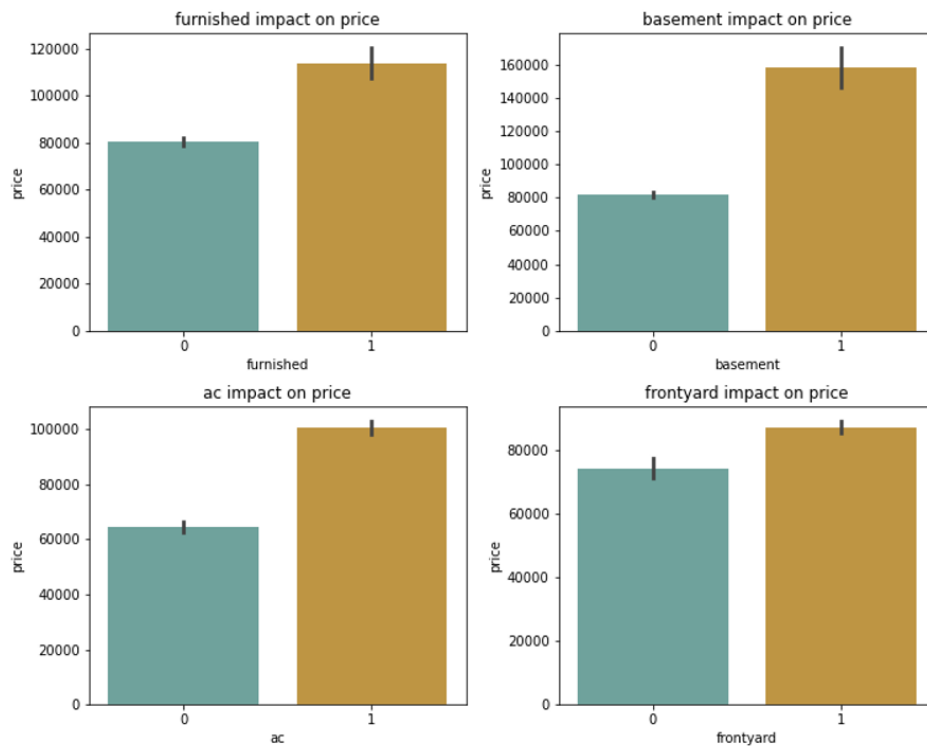 furnished impact on price
120000
100000
80000
60000
40000
20000
0
price
0 1
furnished
basement impact on price
160000
140000
120000
100000
80000
60000
40000
20000
0
price
0 1
basement
ac impact on price
100000
80000
60000
40000
20000
0
price
0 1
ac
frontyard impact on price
80000
60000
40000
20000
0
price
0 1
frontyard